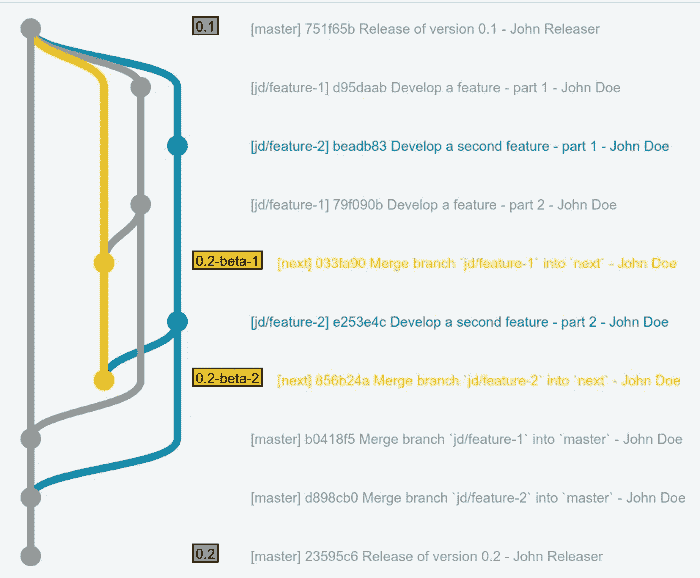 0.1 [master] 751f65b Release of version 0.1 - John Releaser
[jd/feature-1] d95daab Develop a feature - part 1 - John Doe
[jd/feature-2] beadb83 Develop a second feature - part 1 - John Doe
[jd/feature-1] 79f090b Develop a feature - part 2 - John Doe
0.2-beta-1 [next] 033fa90 Merge branch `jd/feature-1` into `next` - John Doe
[jd/feature-2] e253e4c Develop a second feature - part 2 - John Doe
0.2-beta-2 [next] 856b24a Merge branch `jd/feature-2` into `next` - John Doe
[master] b0418f5 Merge branch `jd/feature-1` into `master` - John Doe
[master] d898cb0 Merge branch `jd/feature-2` into `master` - John Doe
0.2 [master] 23595c6 Release of version 0.2 - John Releaser